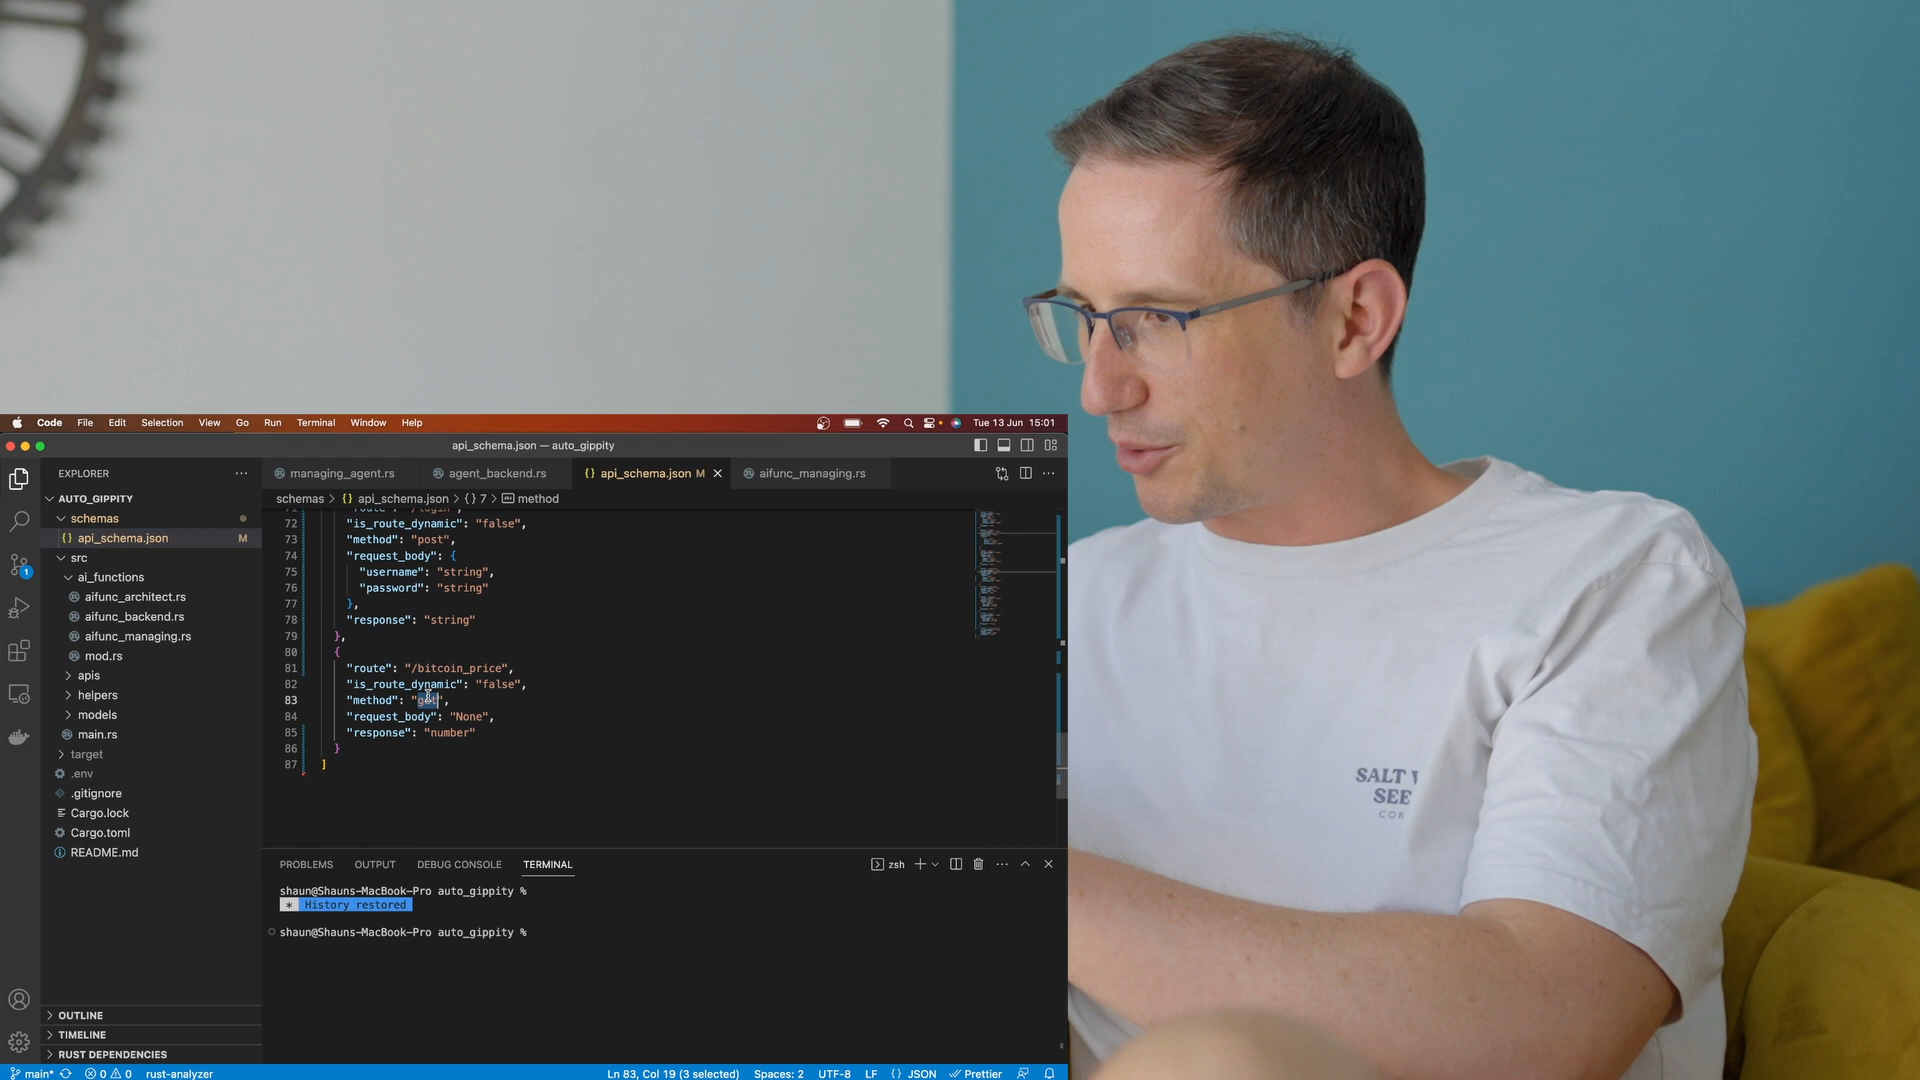 Code File Edit Selection View Go Run Terminal Window Help Tue 13 Jun 15:01
api_schema.json — auto_gippity
EXPLORER
managing_agent.rs agent_backend.rs {} api_schema.json M aifunc_managing.rs
AUTO_GIPPITY
schemas > {} api_schema.json > {} 7 > method
schemas
{} api_schema.json M
src
ai_functions
aifunc_architect.rs
aifunc_backend.rs
aifunc_managing.rs
mod.rs
apis
helpers
models
main.rs
target
.env
.gitignore
Cargo.lock
Cargo.toml
README.md
OUTLINE
TIMELINE
RUST DEPENDENCIES
1
71 "route": "/login",
72 "is_route_dynamic": "false",
73 "method": "post",
74 "request_body": {
75 "username": "string",
76 "password": "string"
77 },
78 "response": "string"
79 },
80 {
81 "route": "/bitcoin_price",
82 "is_route_dynamic": "false",
83 "method": "get",
84 "request_body": "None",
85 "response": "number"
86 }
87 ]
PROBLEMS OUTPUT DEBUG CONSOLE TERMINAL zsh
shaun@Shauns-MacBook-Pro auto_gippity %
* History restored
shaun@Shauns-MacBook-Pro auto_gippity %
main* 0 0 rust-analyzer Ln 83, Col 19 (3 selected) Spaces: 2 UTF-8 LF {} JSON Prettier
SALT
SEE
COR